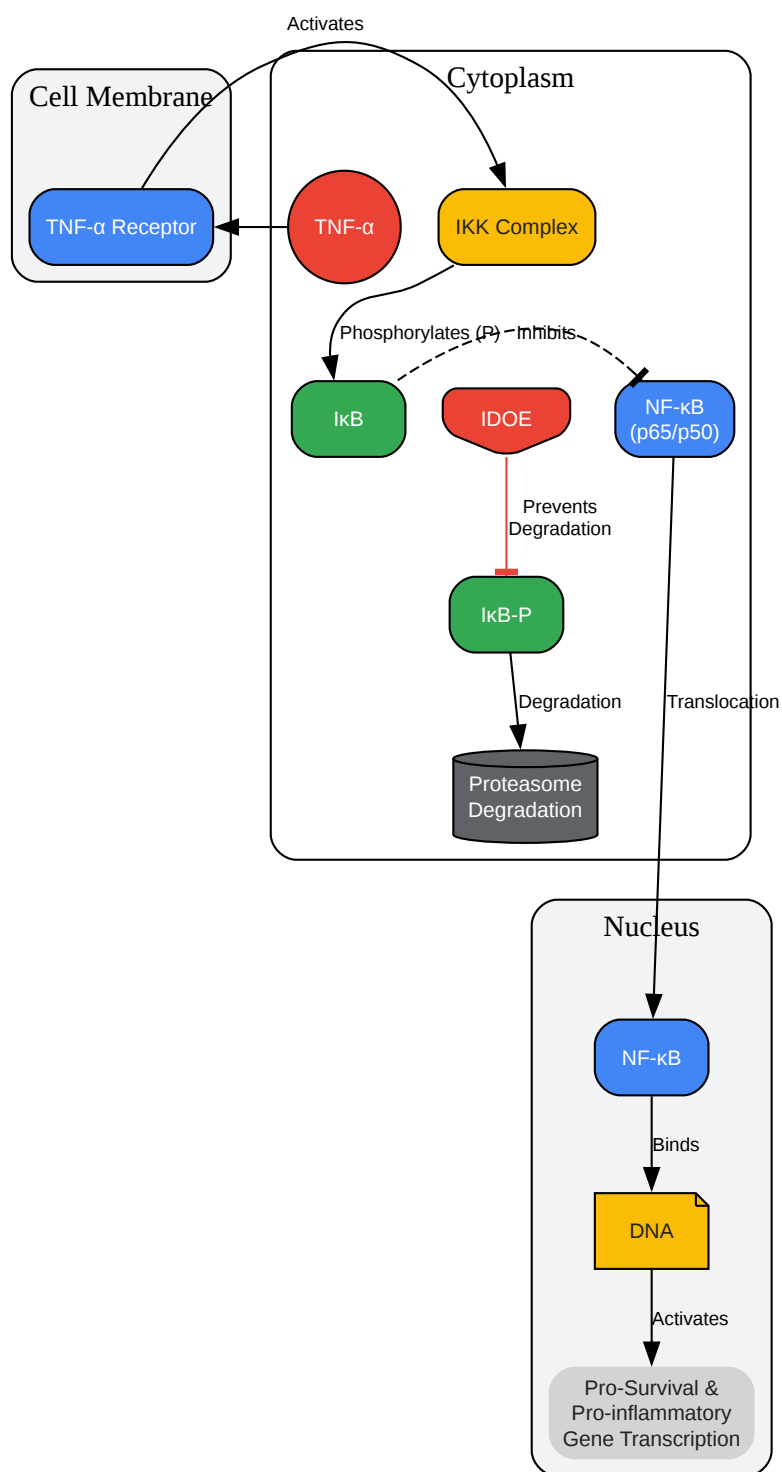 Activates
Cytoplasm
Cell Membrane
TNF-α Receptor
TNF-α
IKK Complex
Phosphorylates (P)
Inhibits
IκB
IDOE
NF-κB
(p65/p50)
Prevents
Degradation
IκB-P
Degradation
Translocation
Proteasome
Degradation
Nucleus
NF-κB
Binds
DNA
Activates
Pro-Survival &
Pro-inflammatory
Gene Transcription